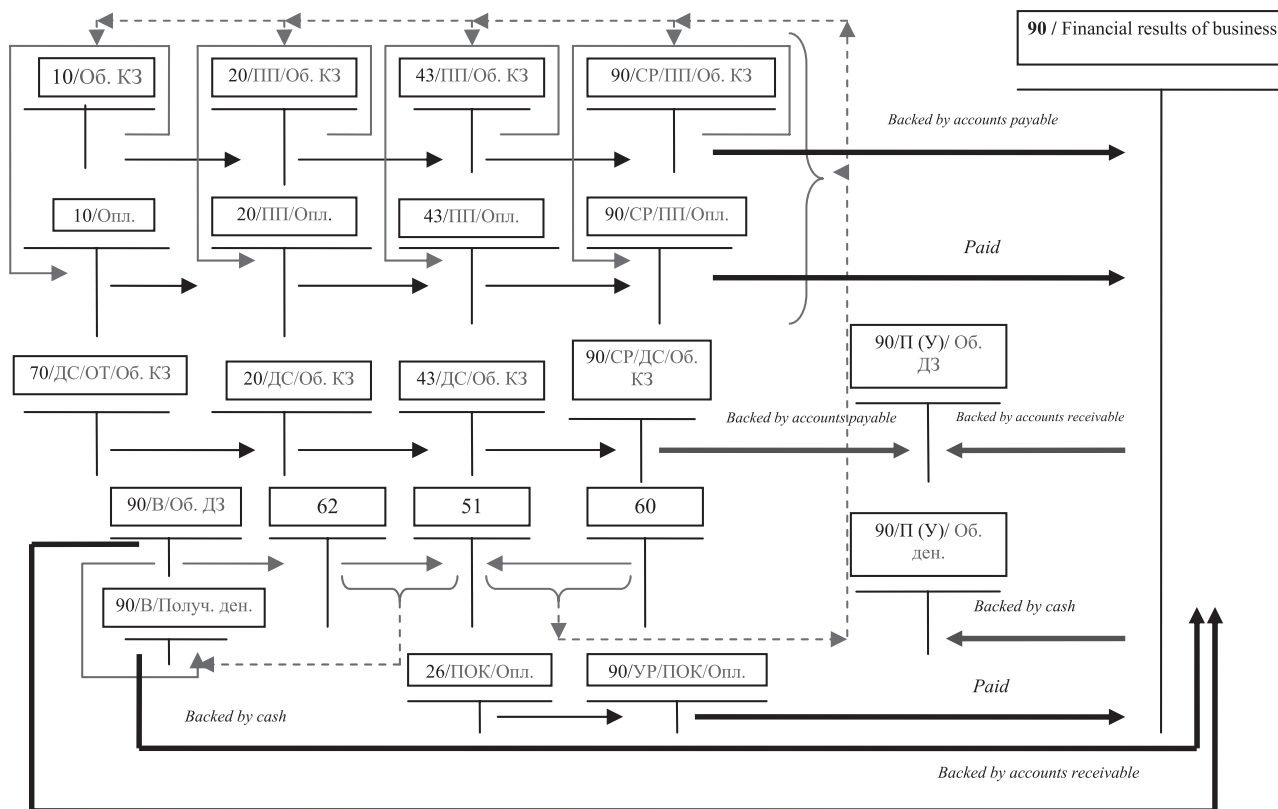 90 / Financial results of business
10/Об. КЗ
20/ПП/Об. КЗ
43/ПП/Об. КЗ
90/СР/ПП/Об. КЗ
Backed by accounts payable
10/Опл.
20/ПП/Опл.
43/ПП/Опл.
90/СР/ПП/Опл.
Paid
70/ДС/ОТ/Об. КЗ
20/ДС/Об. КЗ
43/ДС/Об. КЗ
90/СР/ДС/Об.
КЗ
90/П (У)/ Об.
ДЗ
Backed by accounts payable
Backed by accounts receivable
90/В/Об. ДЗ
62
51
60
90/П (У)/ Об.
ден.
90/В/Получ. ден.
Backed by cash
26/ПОК/Опл.
90/УР/ПОК/Опл.
Paid
Backed by cash
Backed by accounts receivable